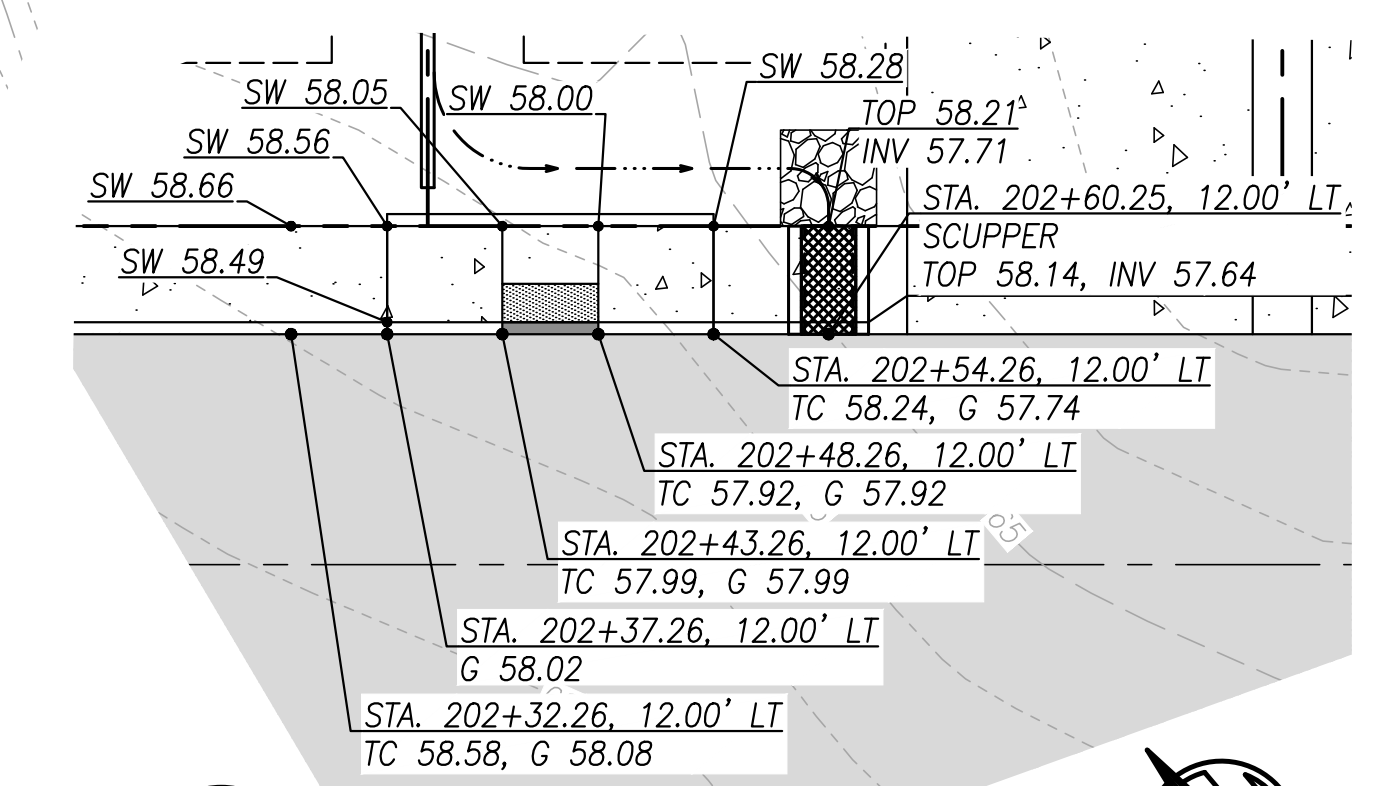 SW 58.28
SW 58.05
SW 58.00
TOP 58.21
INV 57.71
SW 58.56
SW 58.66
STA. 202+60.25, 12.00' LT
SCUPPER
TOP 58.14, INV 57.64
SW 58.49
STA. 202+54.26, 12.00' LT
TC 58.24, G 57.74
STA. 202+48.26, 12.00' LT
TC 57.92, G 57.92
65
STA. 202+43.26, 12.00' LT
TC 57.99, G 57.99
STA. 202+37.26, 12.00' LT
G 58.02
STA. 202+32.26, 12.00' LT
TC 58.58, G 58.08